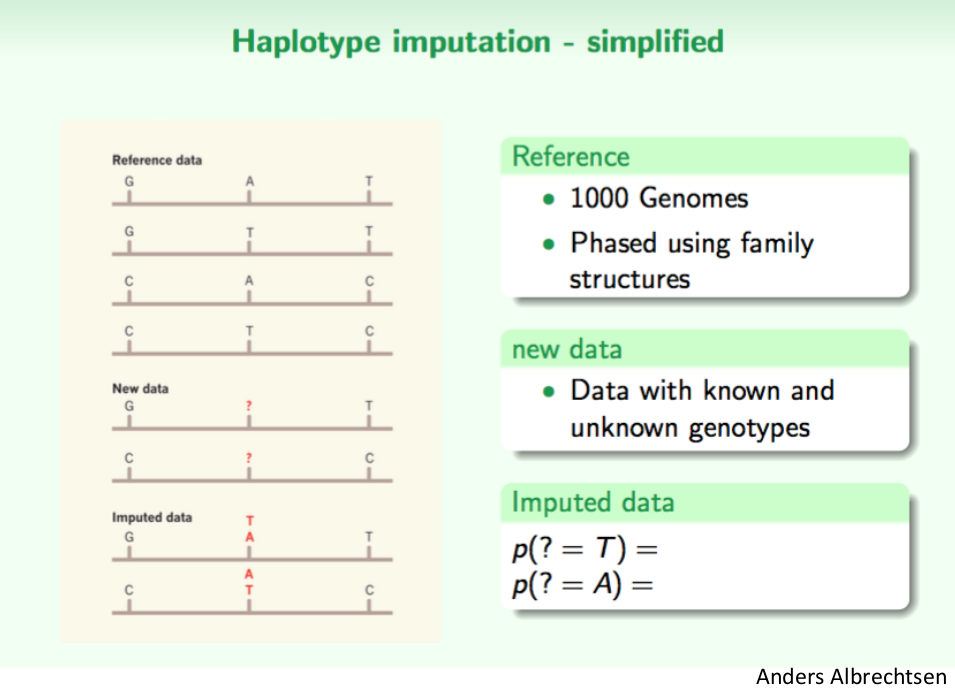 Haplotype imputation - simplified
Reference data
G A T
G T T
C A C
C T C
New data
G ? T
C ? C
Imputed data
T
G A T
A
C T C
Reference
• 1000 Genomes
• Phased using family
structures
new data
• Data with known and
unknown genotypes
Imputed data
p(? = T) =
p(? = A) =
Anders Albrechtsen